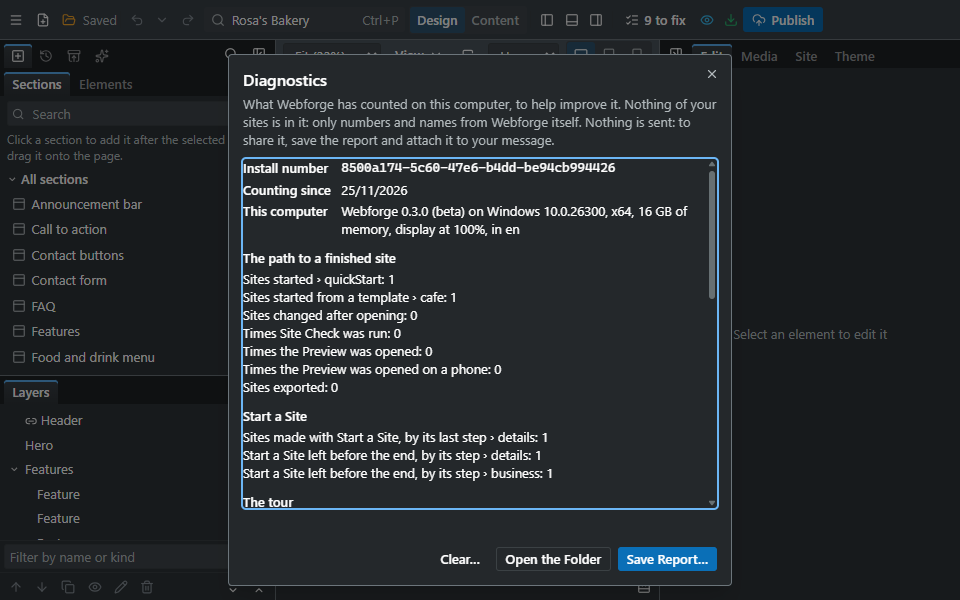 Saved
Rosa's Bakery
Ctrl+P
Design
Content
9 to fix
Publish
Sections
Elements
Search
Click a section to add it after the selected
drag it onto the page.
All sections
Announcement bar
Call to action
Contact buttons
Contact form
FAQ
Features
Food and drink menu
Layers
Header
Hero
Features
Feature
Feature
Filter by name or kind
Diagnostics
What Webforge has counted on this computer, to help improve it. Nothing of your
sites is in it: only numbers and names from Webforge itself. Nothing is sent: to
share it, save the report and attach it to your message.
Install number 8500a174-5c60-47e6-b4dd-be94cb994426
Counting since 25/11/2026
This computer Webforge 0.3.0 (beta) on Windows 10.0.26300, x64, 16 GB of
memory, display at 100%, in en
The path to a finished site
Sites started › quickStart: 1
Sites started from a template › cafe: 1
Sites changed after opening: 0
Times Site Check was run: 0
Times the Preview was opened: 0
Times the Preview was opened on a phone: 0
Sites exported: 0
Start a Site
Sites made with Start a Site, by its last step › details: 1
Start a Site left before the end, by its step › details: 1
Start a Site left before the end, by its step › business: 1
The tour
Clear...
Open the Folder
Save Report...
Edit
Media
Site
Theme
Select an element to edit it